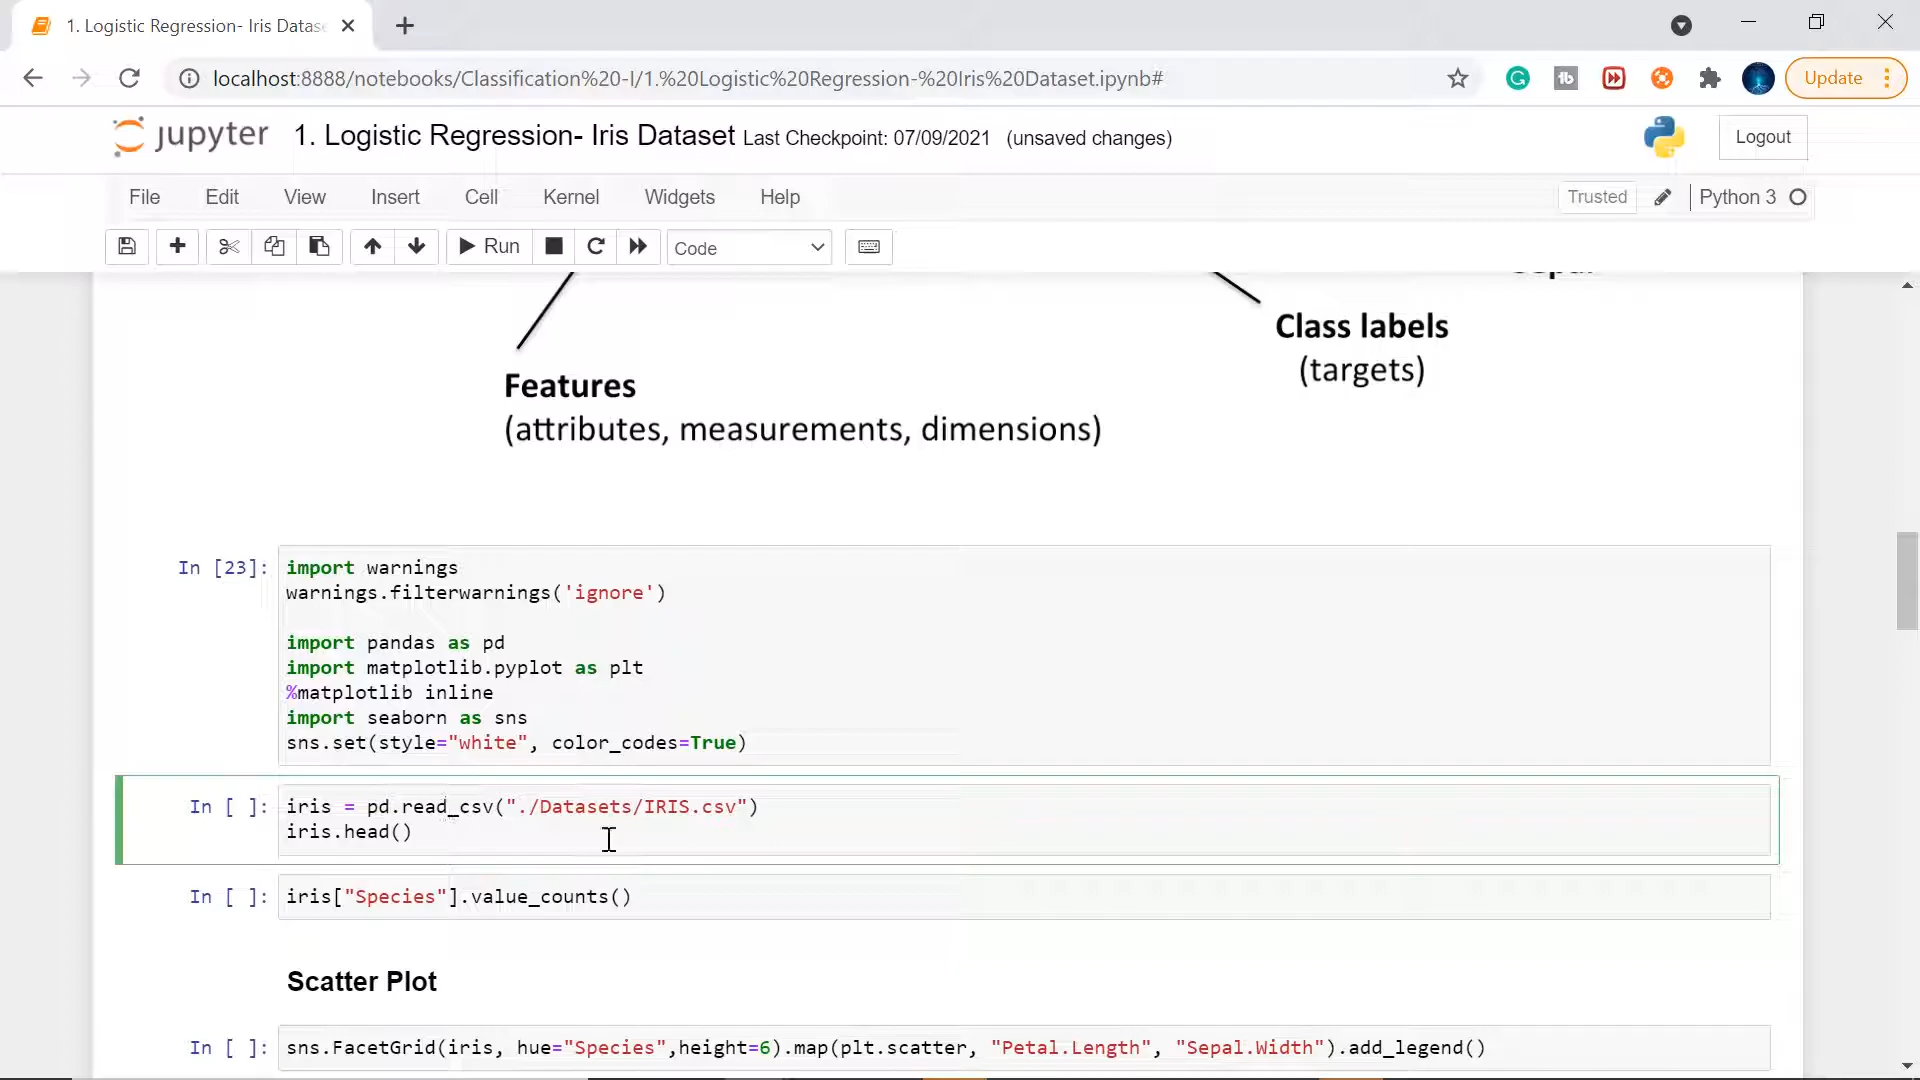 1. Logistic Regression- Iris Datase
localhost:8888/notebooks/Classification%20-I/1.%20Logistic%20Regression-%20Iris%20Dataset.ipynb#
Update
jupyter 1. Logistic Regression- Iris Dataset Last Checkpoint: 07/09/2021 (unsaved changes)
Logout
File Edit View Insert Cell Kernel Widgets Help
Trusted Python 3
Run Code
Class labels
(targets)
Features
(attributes, measurements, dimensions)
In [23]: import warnings
warnings.filterwarnings('ignore')
import pandas as pd
import matplotlib.pyplot as plt
%matplotlib inline
import seaborn as sns
sns.set(style="white", color_codes=True)
In [ ]: iris = pd.read_csv("./Datasets/IRIS.csv")
iris.head()
In [ ]: iris["Species"].value_counts()
Scatter Plot
In [ ]: sns.FacetGrid(iris, hue="Species",height=6).map(plt.scatter, "Petal.Length", "Sepal.Width").add_legend()